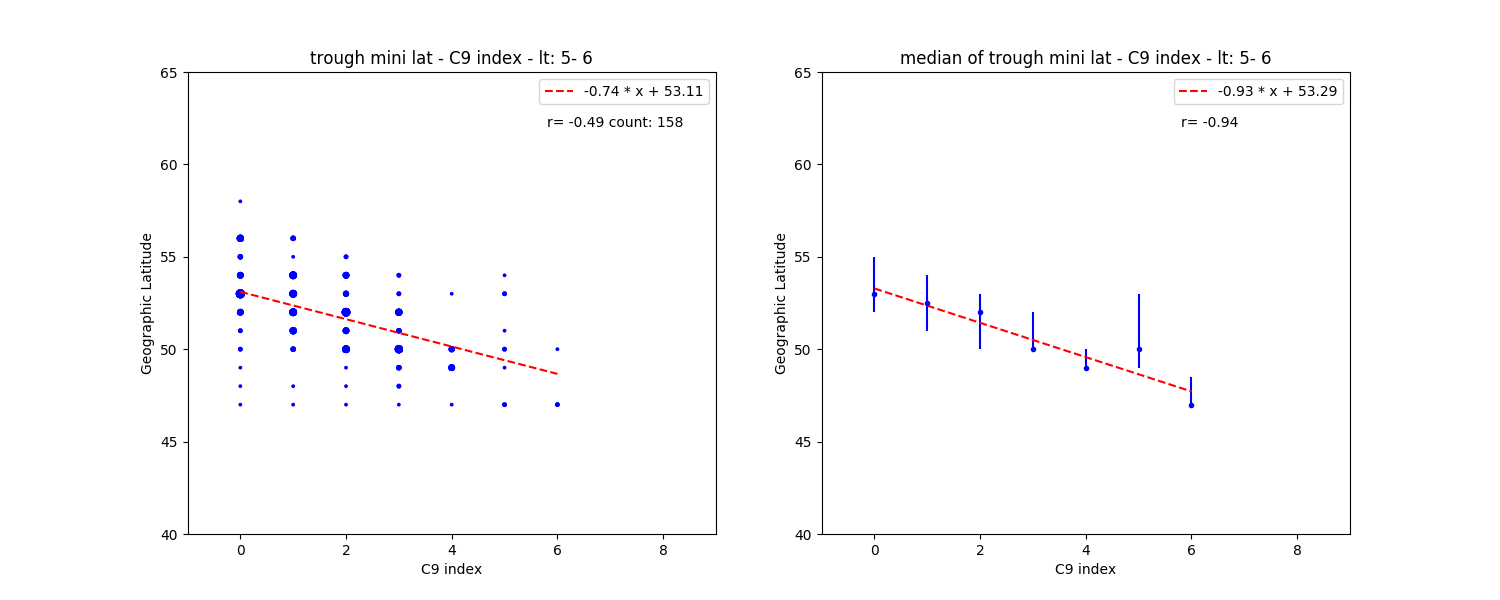 trough mini lat - C9 index - lt: 5- 6
-0.74 * x + 53.11
r= -0.49 count: 158
65
60
55
50
45
40
Geographic Latitude
0 2 4 6 8
C9 index
median of trough mini lat - C9 index - lt: 5- 6
-0.93 * x + 53.29
r= -0.94
65
60
55
50
45
40
Geographic Latitude
0 2 4 6 8
C9 index